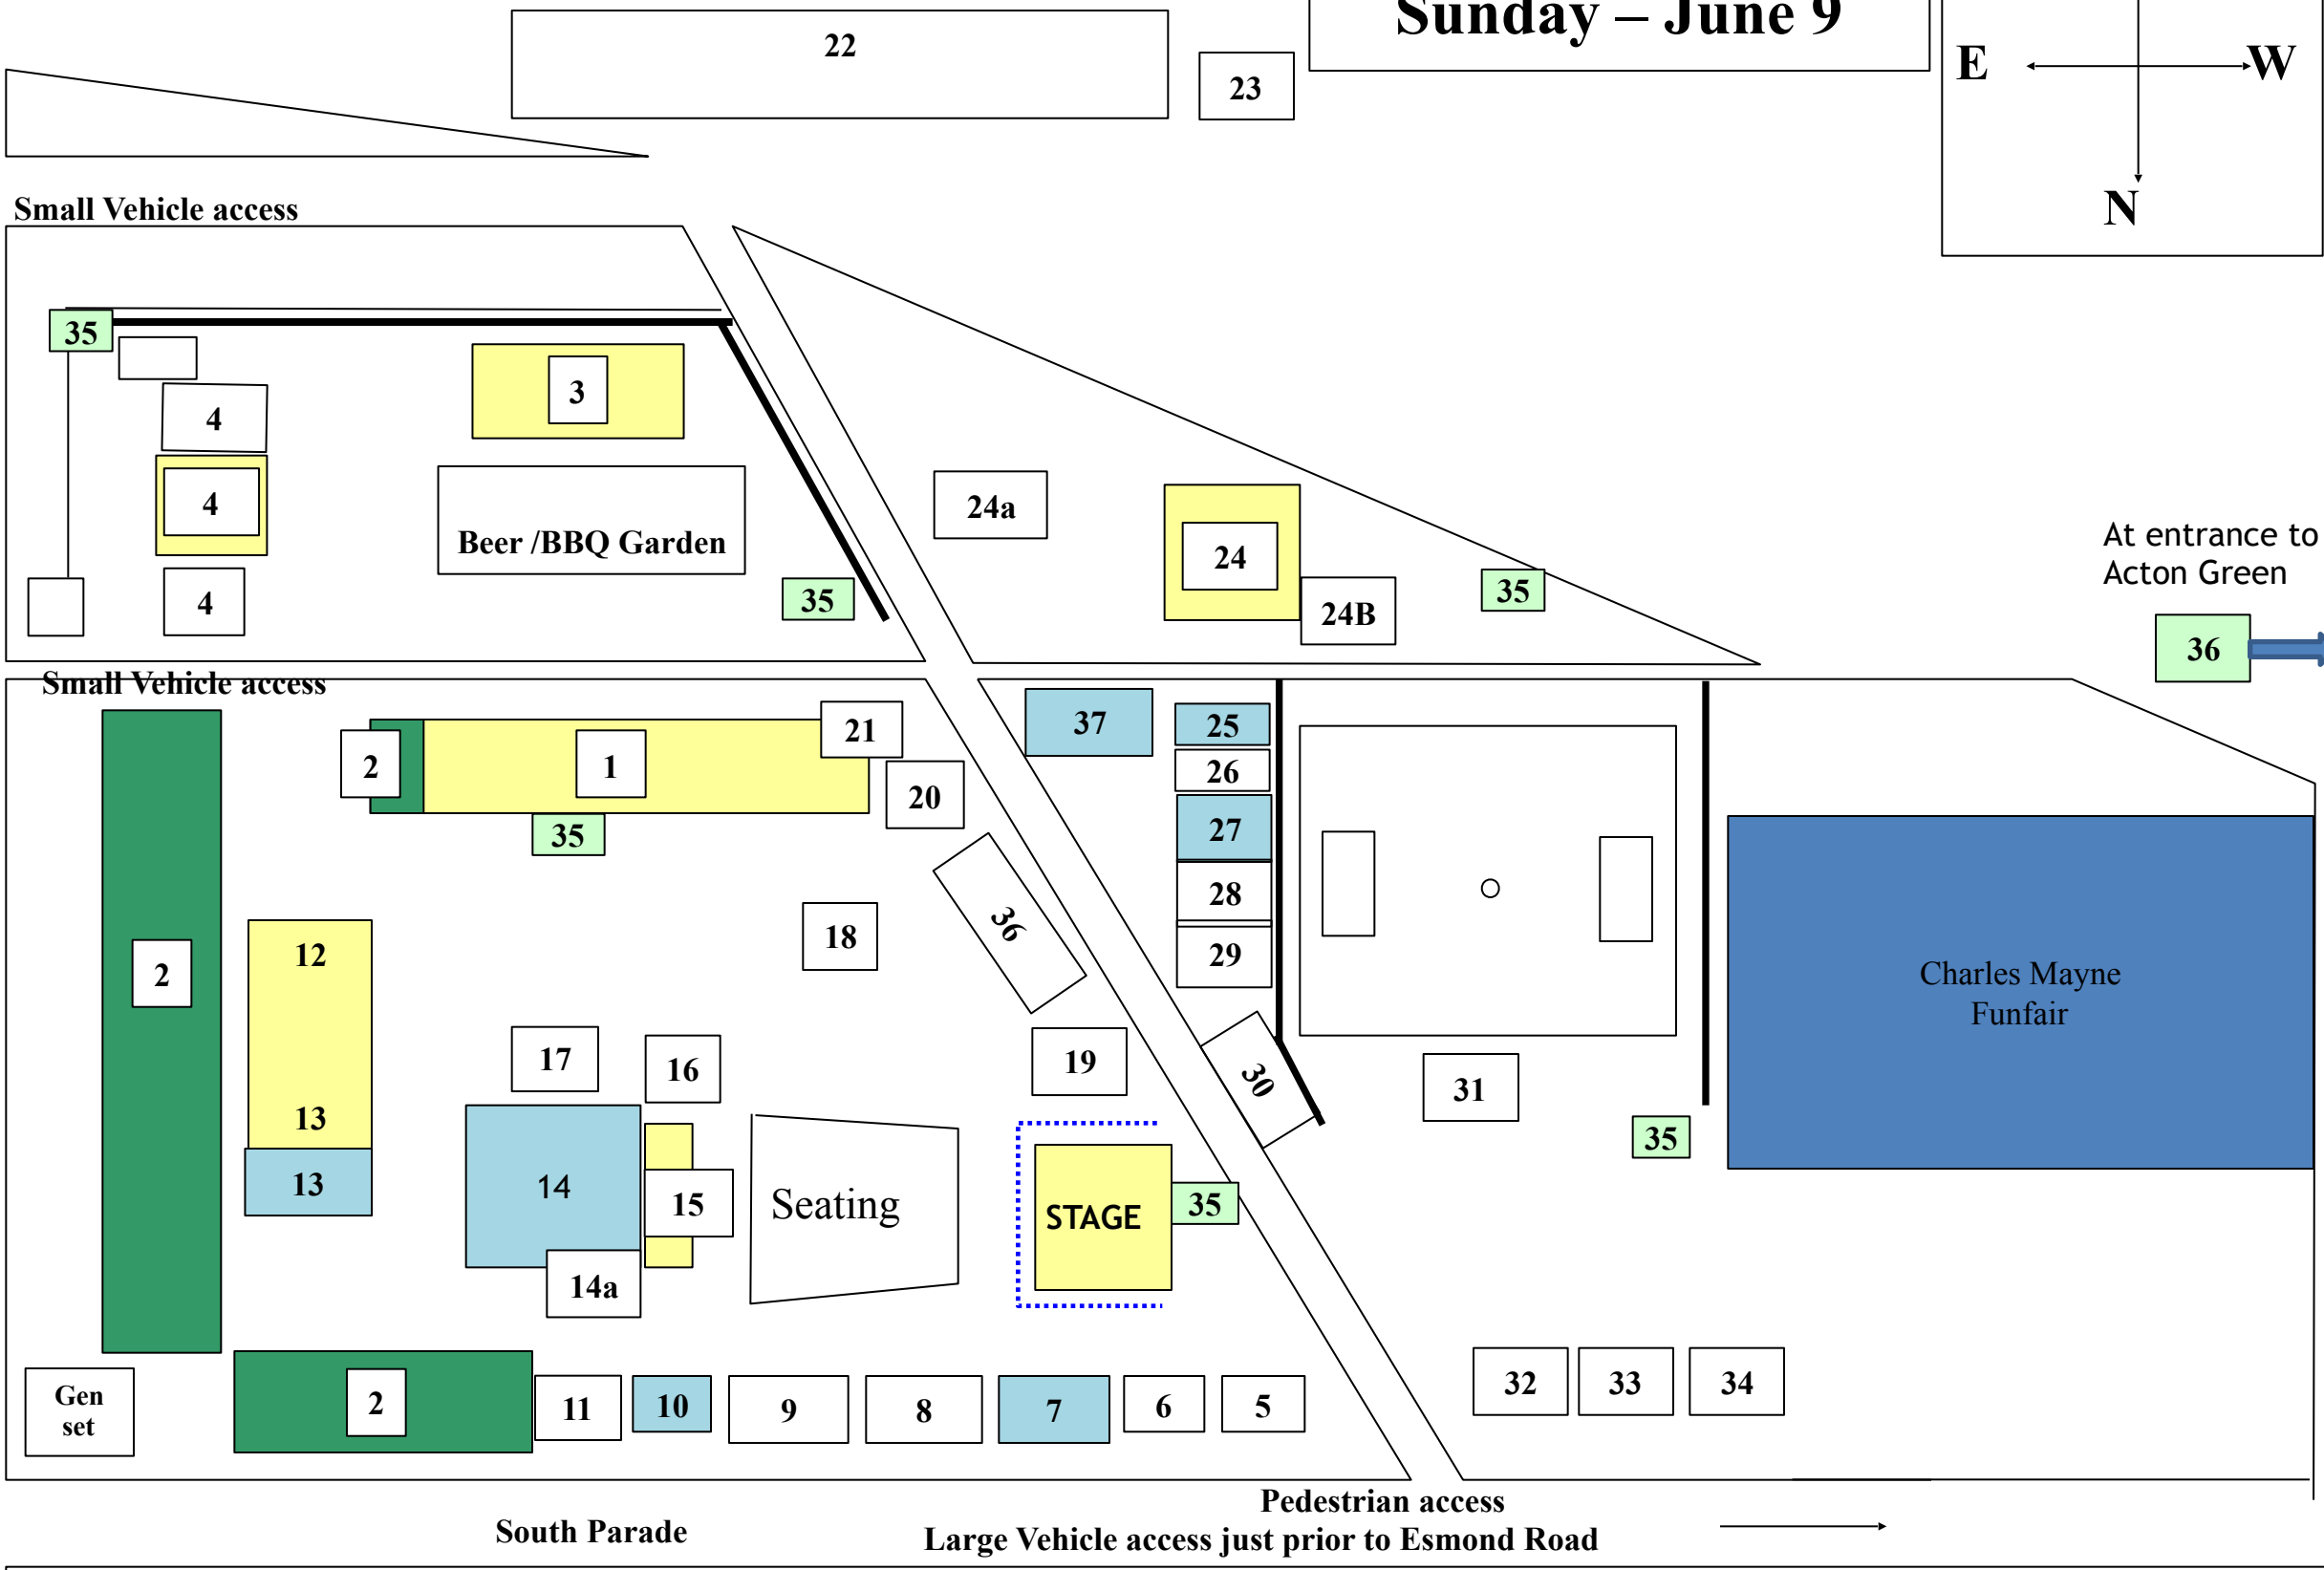 Sunday – June 9
22
23
E
W
N
Small Vehicle access
35
3
4
4
4
Beer /BBQ Garden
35
24a
24
24B
35
At entrance to
Acton Green
36
Small Vehicle access
2
1
21
20
35
37
25
26
27
28
29
2
12
13
13
18
36
17
16
19
30
31
35
Charles Mayne
Funfair
14
15
14a
Seating
STAGE
35
Gen
set
2
11
10
9
8
7
6
5
32
33
34
Pedestrian access
South Parade
Large Vehicle access just prior to Esmond Road